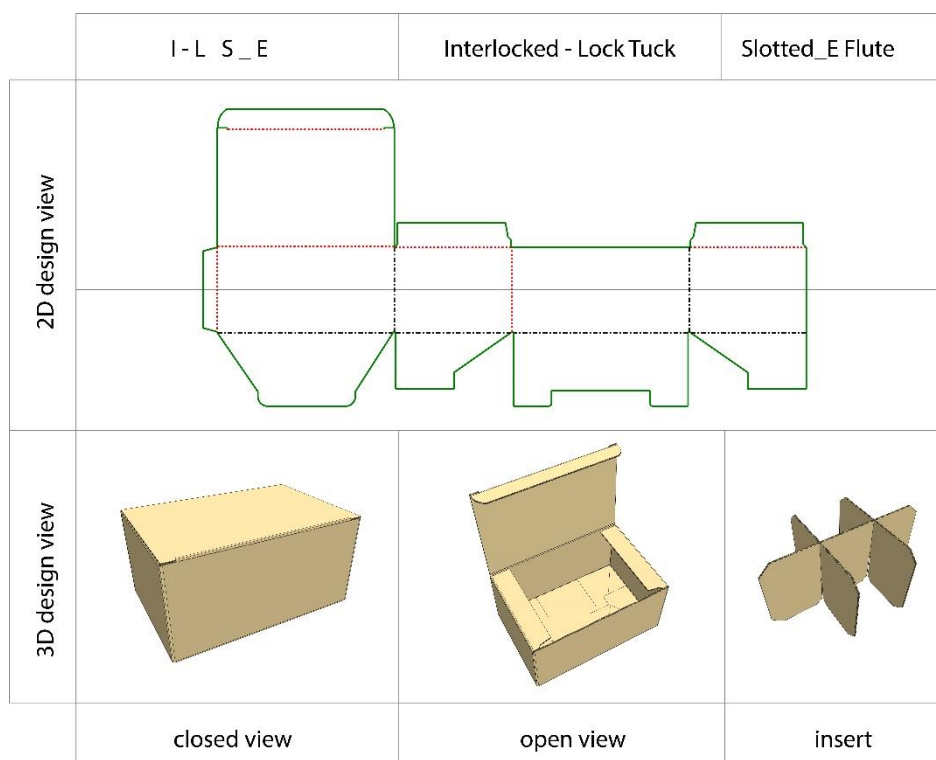 I - L S _ E
Interlocked - Lock Tuck
Slotted_E Flute
2D design view
3D design view
closed view
open view
insert